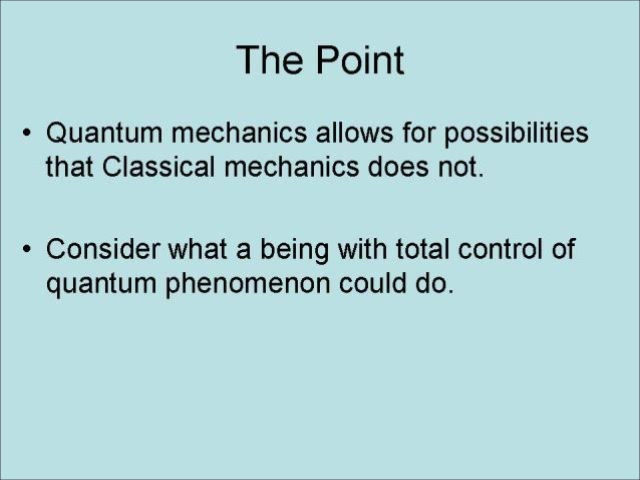 The Point
• Quantum mechanics allows for possibilities
that Classical mechanics does not.
• Consider what a being with total control of
quantum phenomenon could do.